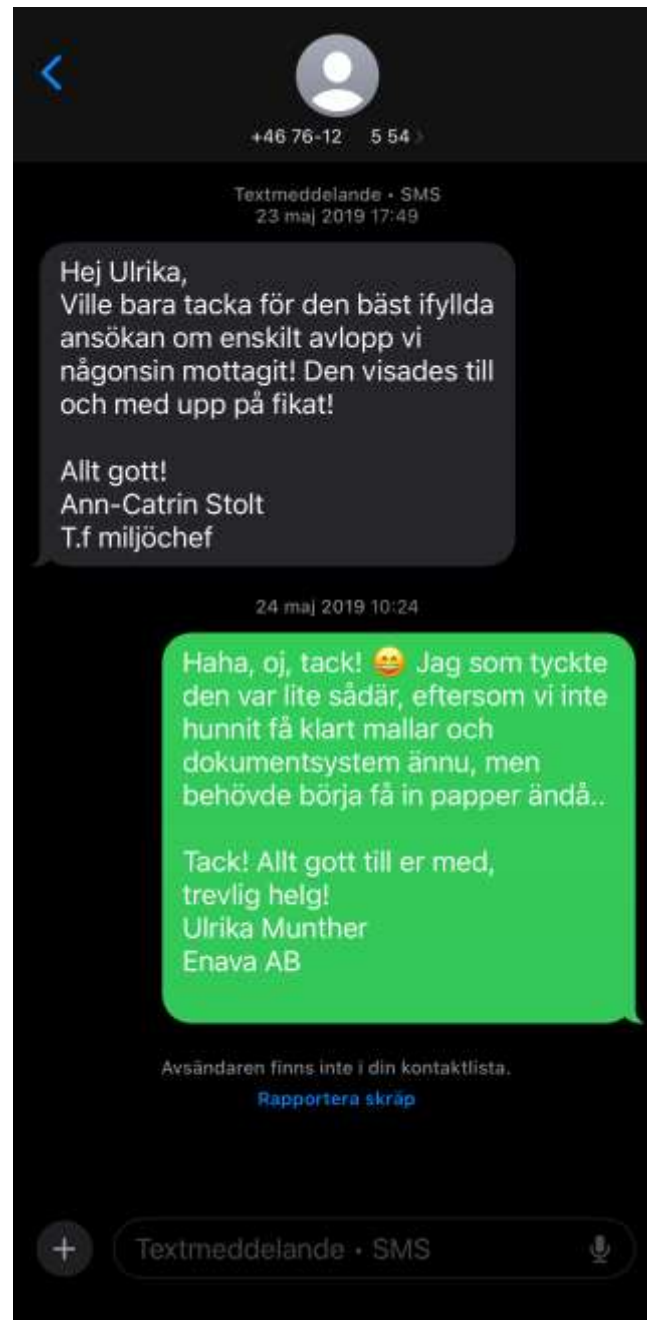 +46 76-12 5 54
Textmeddelande • SMS
23 maj 2019 17:49
Hej Ulrika,
Ville bara tacka för den bäst ifyllda
ansökan om enskilt avlopp vi
någonsin mottagit! Den visades till
och med upp på fikat!
Allt gott!
Ann-Catrin Stolt
T.f miljöchef
24 maj 2019 10:24
Haha, oj, tack! 😄 Jag som tyckte
den var lite sådär, eftersom vi inte
hunnit få klart mallar och
dokumentsystem ännu, men
behövde börja få in papper ändå..
Tack! Allt gott till er med,
trevlig helg!
Ulrika Munther
Enava AB
Avsändaren finns inte i din kontaktlista.
Rapportera skräp
Textmeddelande • SMS